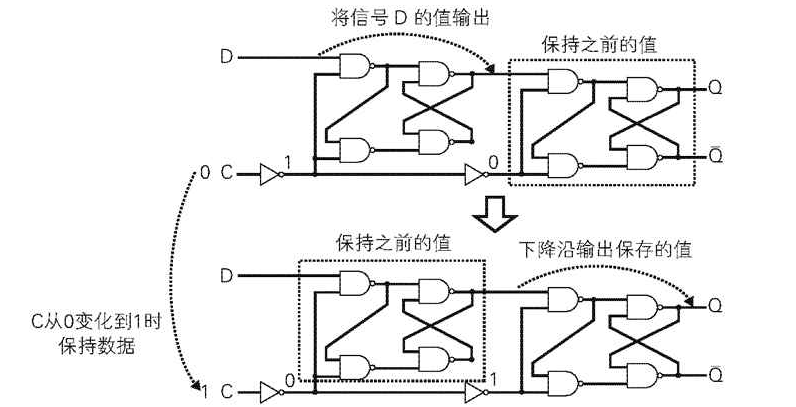 将信号 D 的值输出
保持之前的值
D
Q
Q̅
0 C
1
0
保持之前的值
下降沿输出保存的值
D
Q
Q̅
C从0变化到1时
保持数据
1 C
0
1